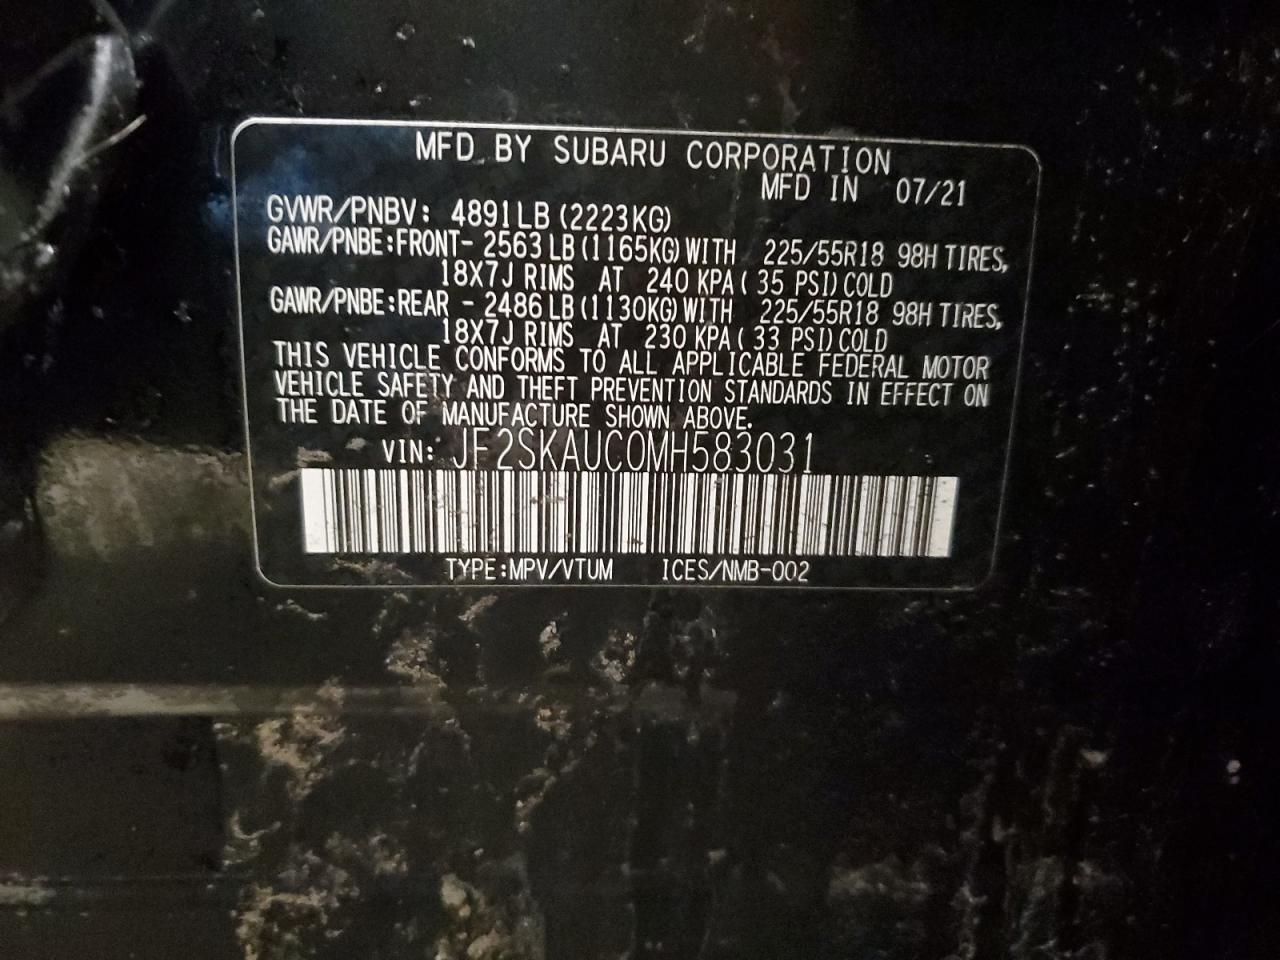 MFD BY SUBARU CORPORATION
MFD IN 07/21
GVWR/PNBV: 4891LB (2223KG)
GAWR/PNBE:FRONT- 2563 LB (1165KG) WITH 225/55R18 98H TIRES,
18X7J RIMS AT 240 KPA ( 35 PSI) COLD
GAWR/PNBE:REAR - 2486 LB (1130KG) WITH 225/55R18 98H TIRES,
18X7J RIMS AT 230 KPA ( 33 PSI) COLD
THIS VEHICLE CONFORMS TO ALL APPLICABLE FEDERAL MOTOR
VEHICLE SAFETY AND THEFT PREVENTION STANDARDS IN EFFECT ON
THE DATE OF MANUFACTURE SHOWN ABOVE.
VIN: JF2SKAUC0MH583031
TYPE:MPV/VTUM ICES/NMB-002